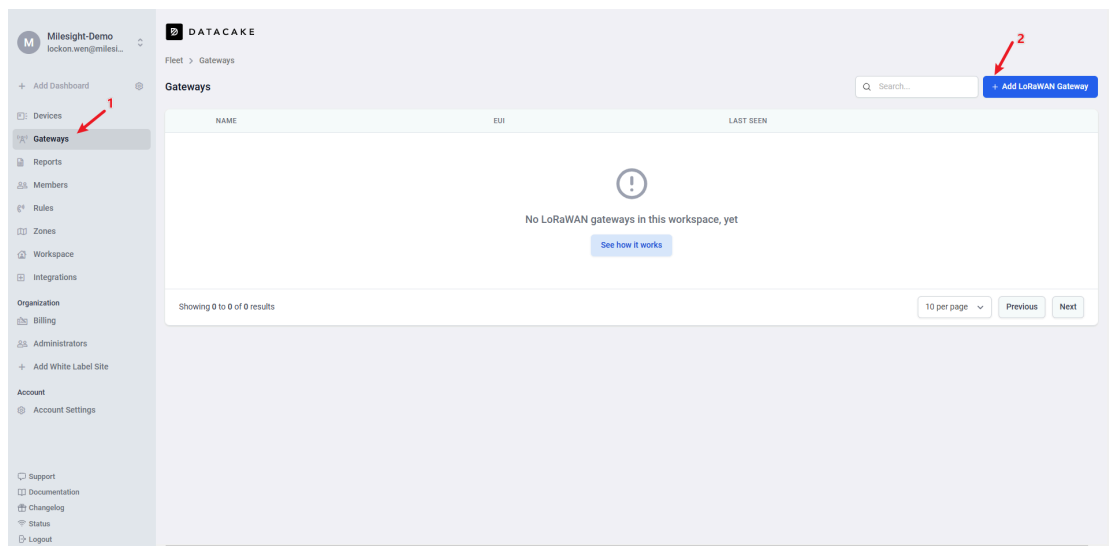 M
Milesight-Demo
lockon.wen@milesi...
+ Add Dashboard
Devices
1
Gateways
Reports
Members
Rules
Zones
Workspace
Integrations
Organization
Billing
Administrators
+ Add White Label Site
Account
Account Settings
Support
Documentation
Changelog
Status
Logout
DATACAKE
Fleet > Gateways
2
Gateways
Search...
+ Add LoRaWAN Gateway
NAME EUI LAST SEEN
No LoRaWAN gateways in this workspace, yet
See how it works
Showing 0 to 0 of 0 results
10 per page
Previous
Next